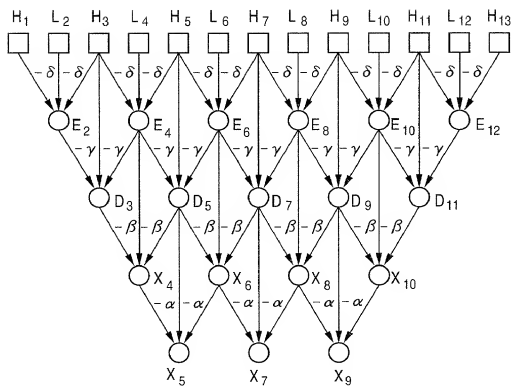 H₁ L₂ H₃ L₄ H₅ L₆ H₇ L₈ H₉ L₁₀ H₁₁ L₁₂ H₁₃
-δ -δ -δ -δ -δ -δ -δ -δ -δ -δ -δ -δ
E₂ E₄ E₆ E₈ E₁₀ E₁₂
-γ -γ -γ -γ -γ -γ -γ -γ -γ -γ
D₃ D₅ D₇ D₉ D₁₁
-β -β -β -β -β -β -β -β
X₄ X₆ X₈ X₁₀
-α -α -α -α -α -α
X₅ X₇ X₉